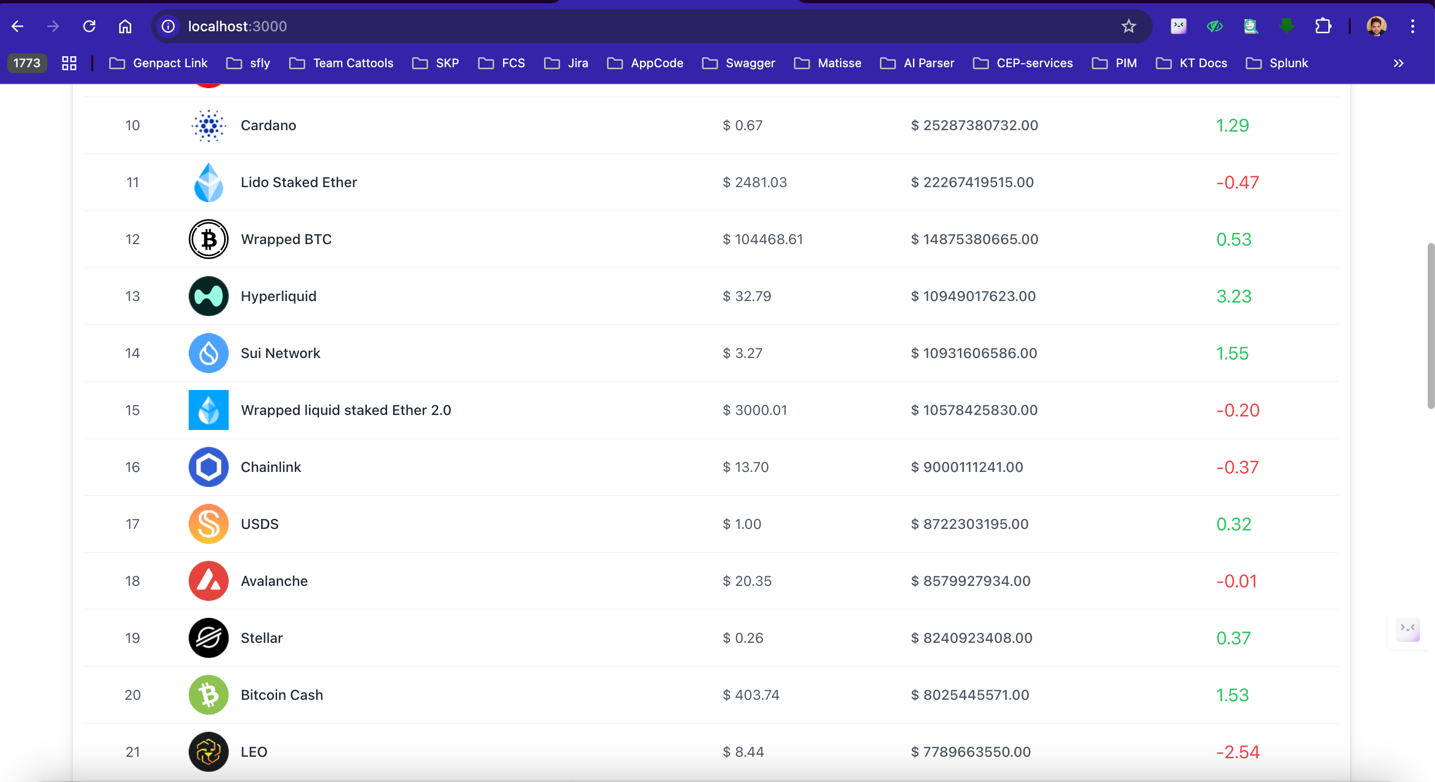 localhost:3000
1773 Genpact Link sfly Team Cattools SKP FCS Jira AppCode Swagger Matisse AI Parser CEP-services PIM KT Docs Splunk »
10 Cardano $ 0.67 $ 25287380732.00 1.29
11 Lido Staked Ether $ 2481.03 $ 22267419515.00 -0.47
12 Wrapped BTC $ 104468.61 $ 14875380665.00 0.53
13 Hyperliquid $ 32.79 $ 10949017623.00 3.23
14 Sui Network $ 3.27 $ 10931606586.00 1.55
15 Wrapped liquid staked Ether 2.0 $ 3000.01 $ 10578425830.00 -0.20
16 Chainlink $ 13.70 $ 9000111241.00 -0.37
17 USDS $ 1.00 $ 8722303195.00 0.32
18 Avalanche $ 20.35 $ 8579927934.00 -0.01
19 Stellar $ 0.26 $ 8240923408.00 0.37
20 Bitcoin Cash $ 403.74 $ 8025445571.00 1.53
21 LEO $ 8.44 $ 7789663550.00 -2.54